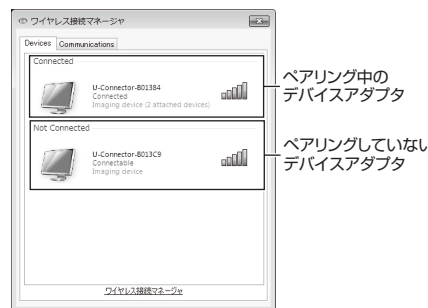 ワイヤレス接続マネージャ
Devices Communications
Connected
U-Connector-B01384
Connected
Imaging device (2 attached devices)
ペアリング中の
デバイスアダプタ
Not Connected
U-Connector-B013C9
Connectable
Imaging device
ペアリングしていない
デバイスアダプタ
ワイヤレス接続マネージャ